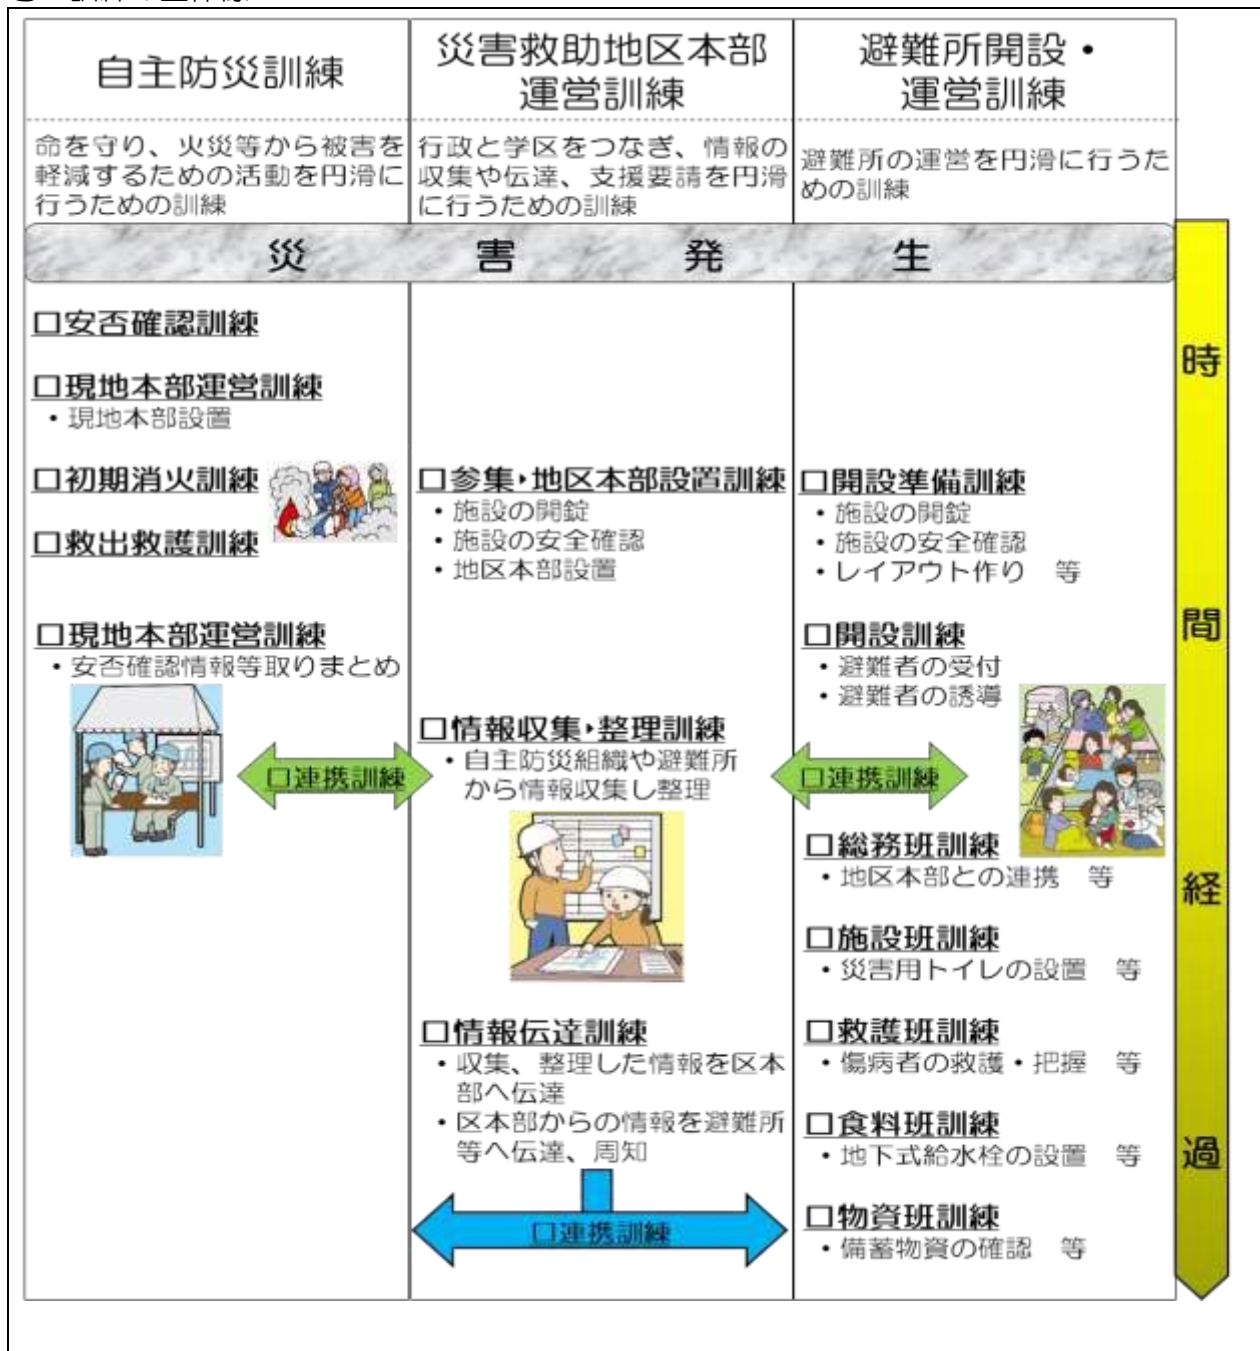 自主防災訓練
命を守り、火災等から被害を
軽減するための活動を円滑に
行うための訓練
災害救助地区本部
運営訓練
行政と学区をつなぎ、情報の
収集や伝達、支援要請を円滑
に行うための訓練
避難所開設・
運営訓練
避難所の運営を円滑に行うた
めの訓練
災 害 発 生
□安否確認訓練
□現地本部運営訓練
・現地本部設置
□初期消火訓練
□救出救護訓練
□現地本部運営訓練
・安否確認情報等取りまとめ
□連携訓練
□参集・地区本部設置訓練
・施設の開錠
・施設の安全確認
・地区本部設置
□情報収集・整理訓練
・自主防災組織や避難所
から情報収集し整理
□情報伝達訓練
・収集、整理した情報を区本
部へ伝達
・区本部からの情報を避難所
等へ伝達、周知
□連携訓練
□開設準備訓練
・施設の開錠
・施設の安全確認
・レイアウト作り 等
□開設訓練
・避難者の受付
・避難者の誘導
□連携訓練
□総務班訓練
・地区本部との連携 等
□施設班訓練
・災害用トイレの設置 等
□救護班訓練
・傷病者の救護・把握 等
□食料班訓練
・地下式給水栓の設置 等
□物資班訓練
・備蓄物資の確認 等
時
間
経
過